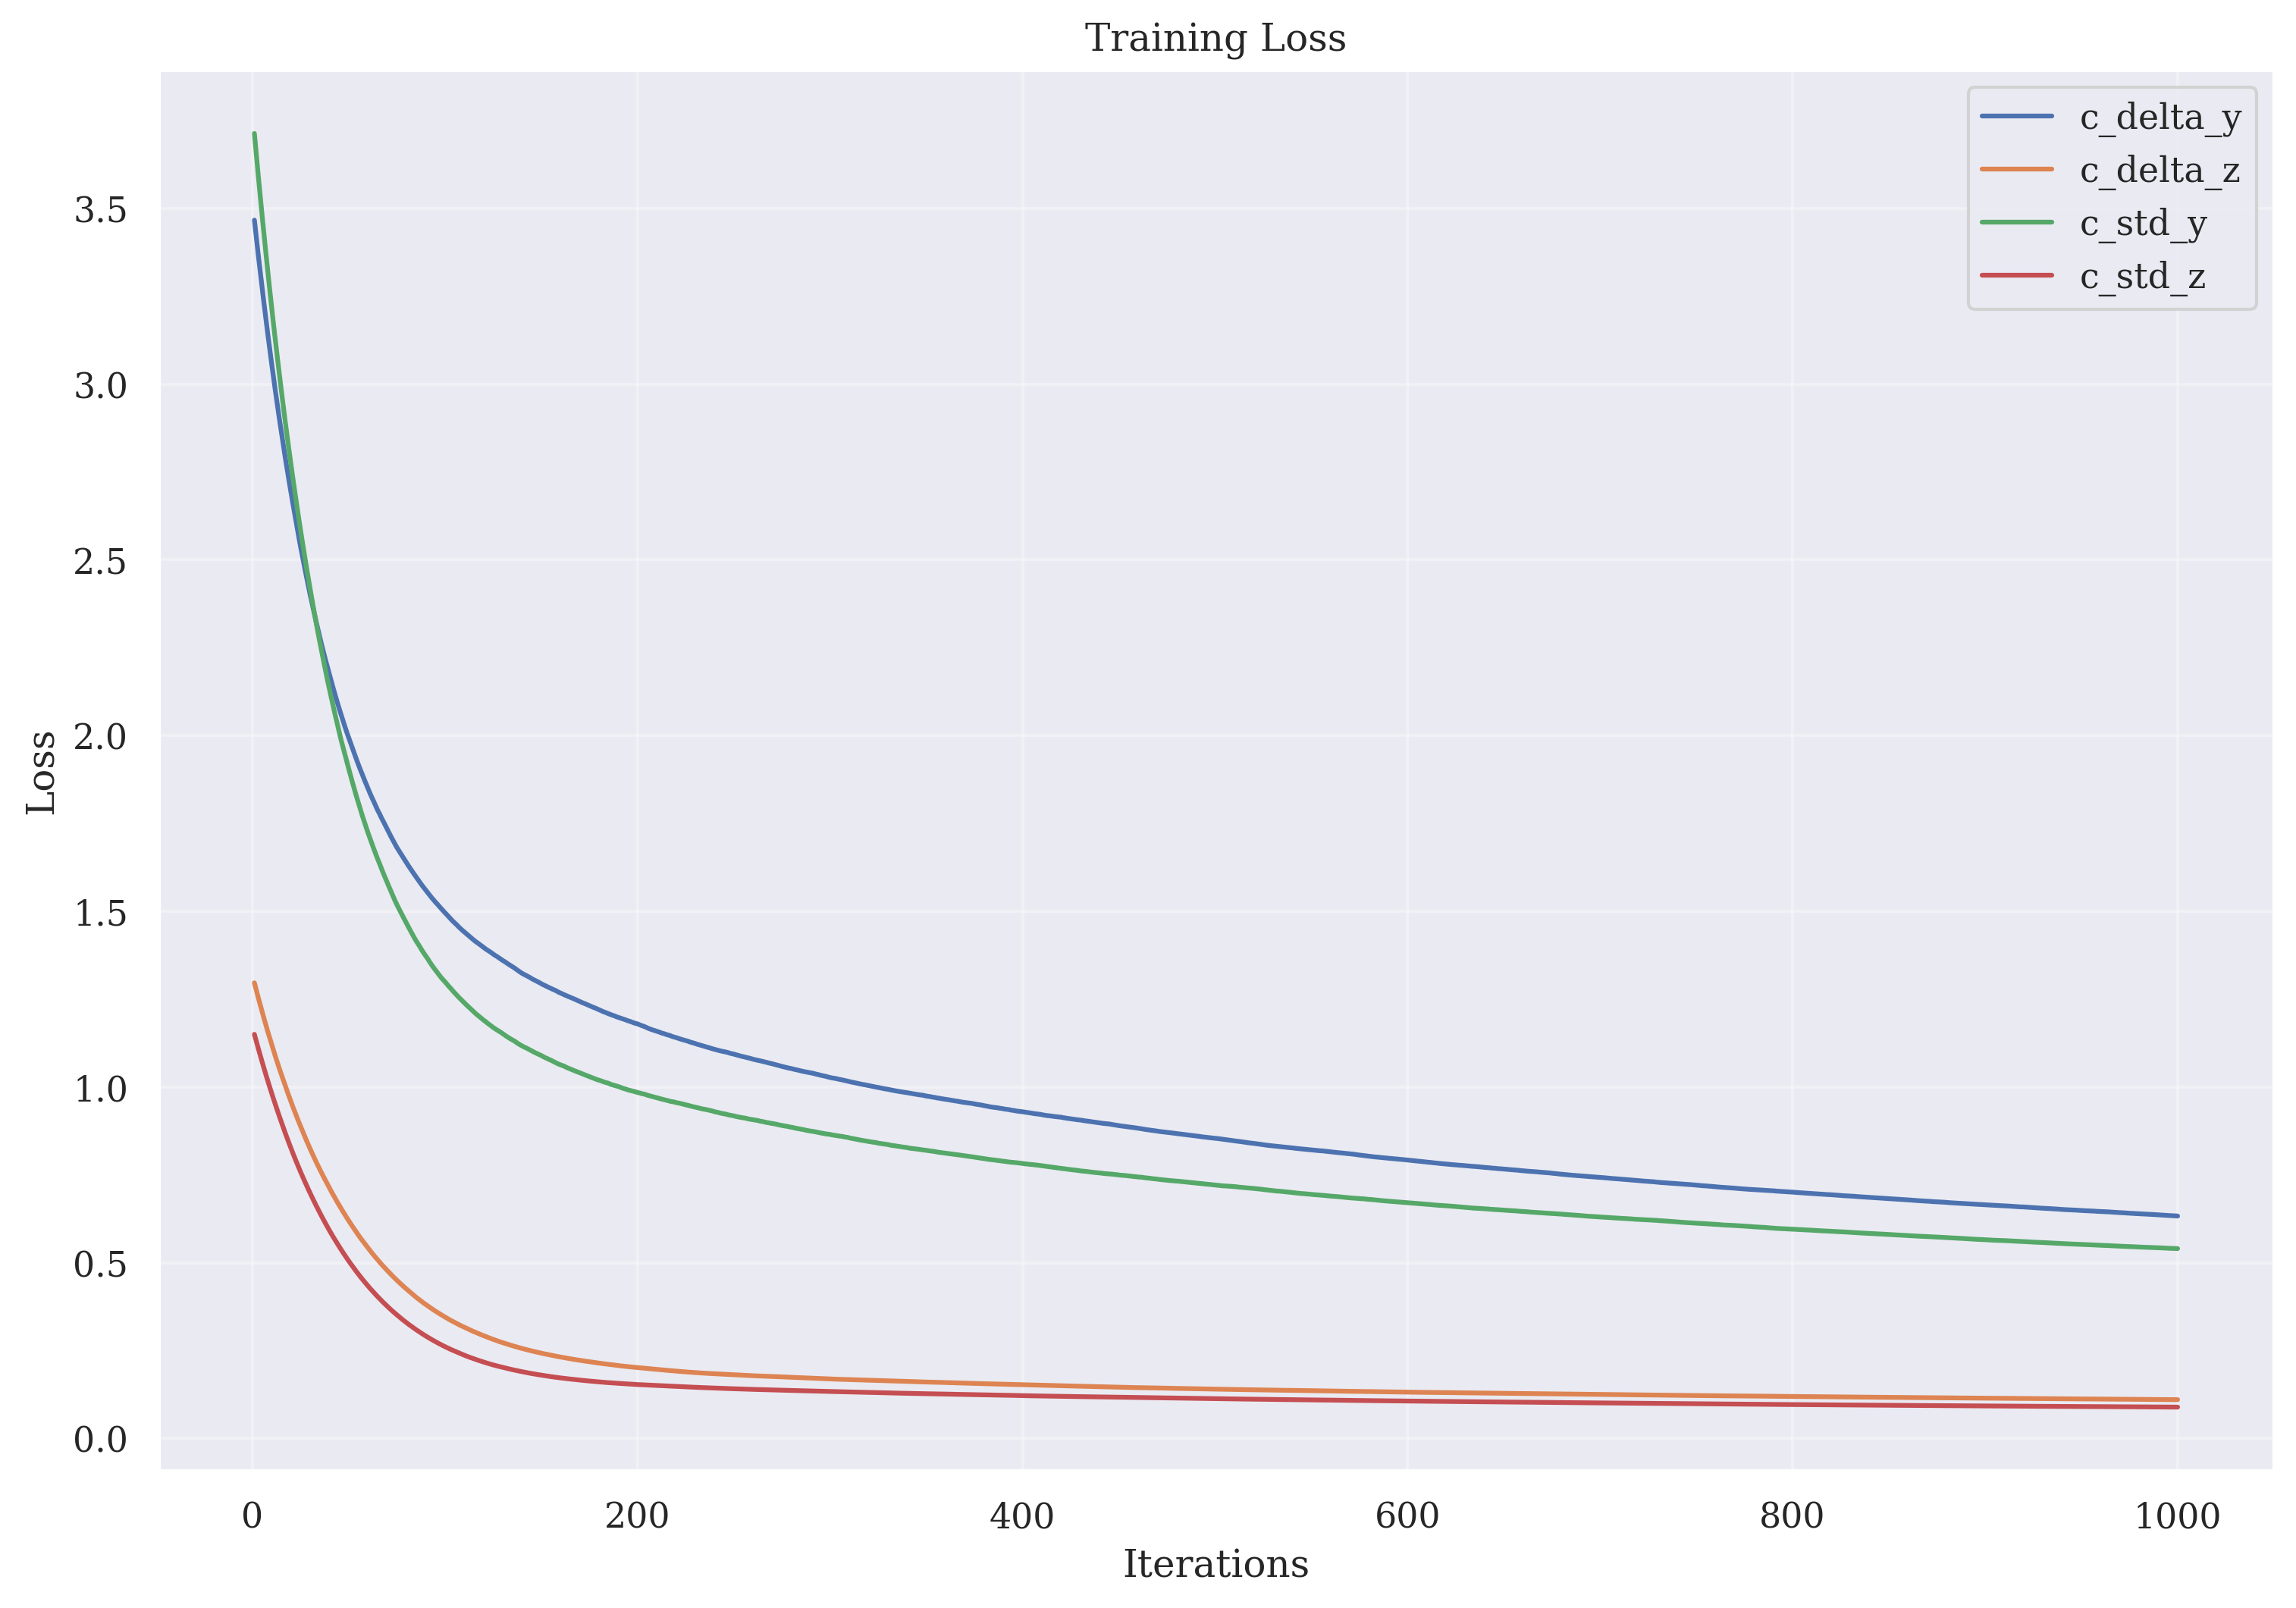 Training Loss
c_delta_y
c_delta_z
c_std_y
c_std_z
3.5
3.0
2.5
2.0
1.5
1.0
0.5
0.0
Loss
0 200 400 600 800 1000
Iterations